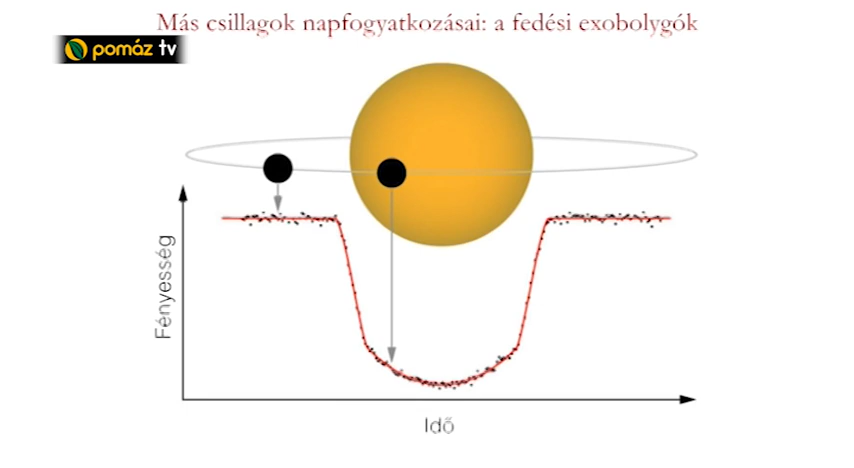 Más csillagok napfogyatkozásai: a fedési exobolygók
pomáz tv
Fényesség
Idő